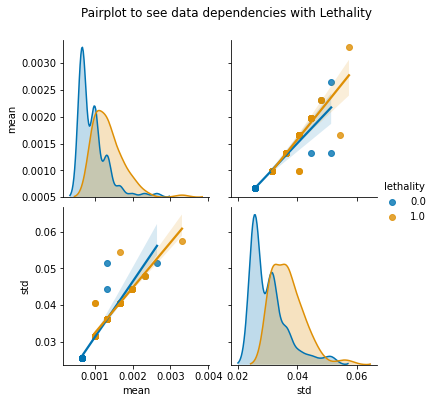 Pairplot to see data dependencies with Lethality
0.0030
0.0025
0.0020
0.0015
0.0010
0.0005
mean
lethality
0.0
1.0
0.06
0.05
0.04
0.03
std
0.001 0.002 0.003 0.004
mean
0.02 0.04 0.06
std